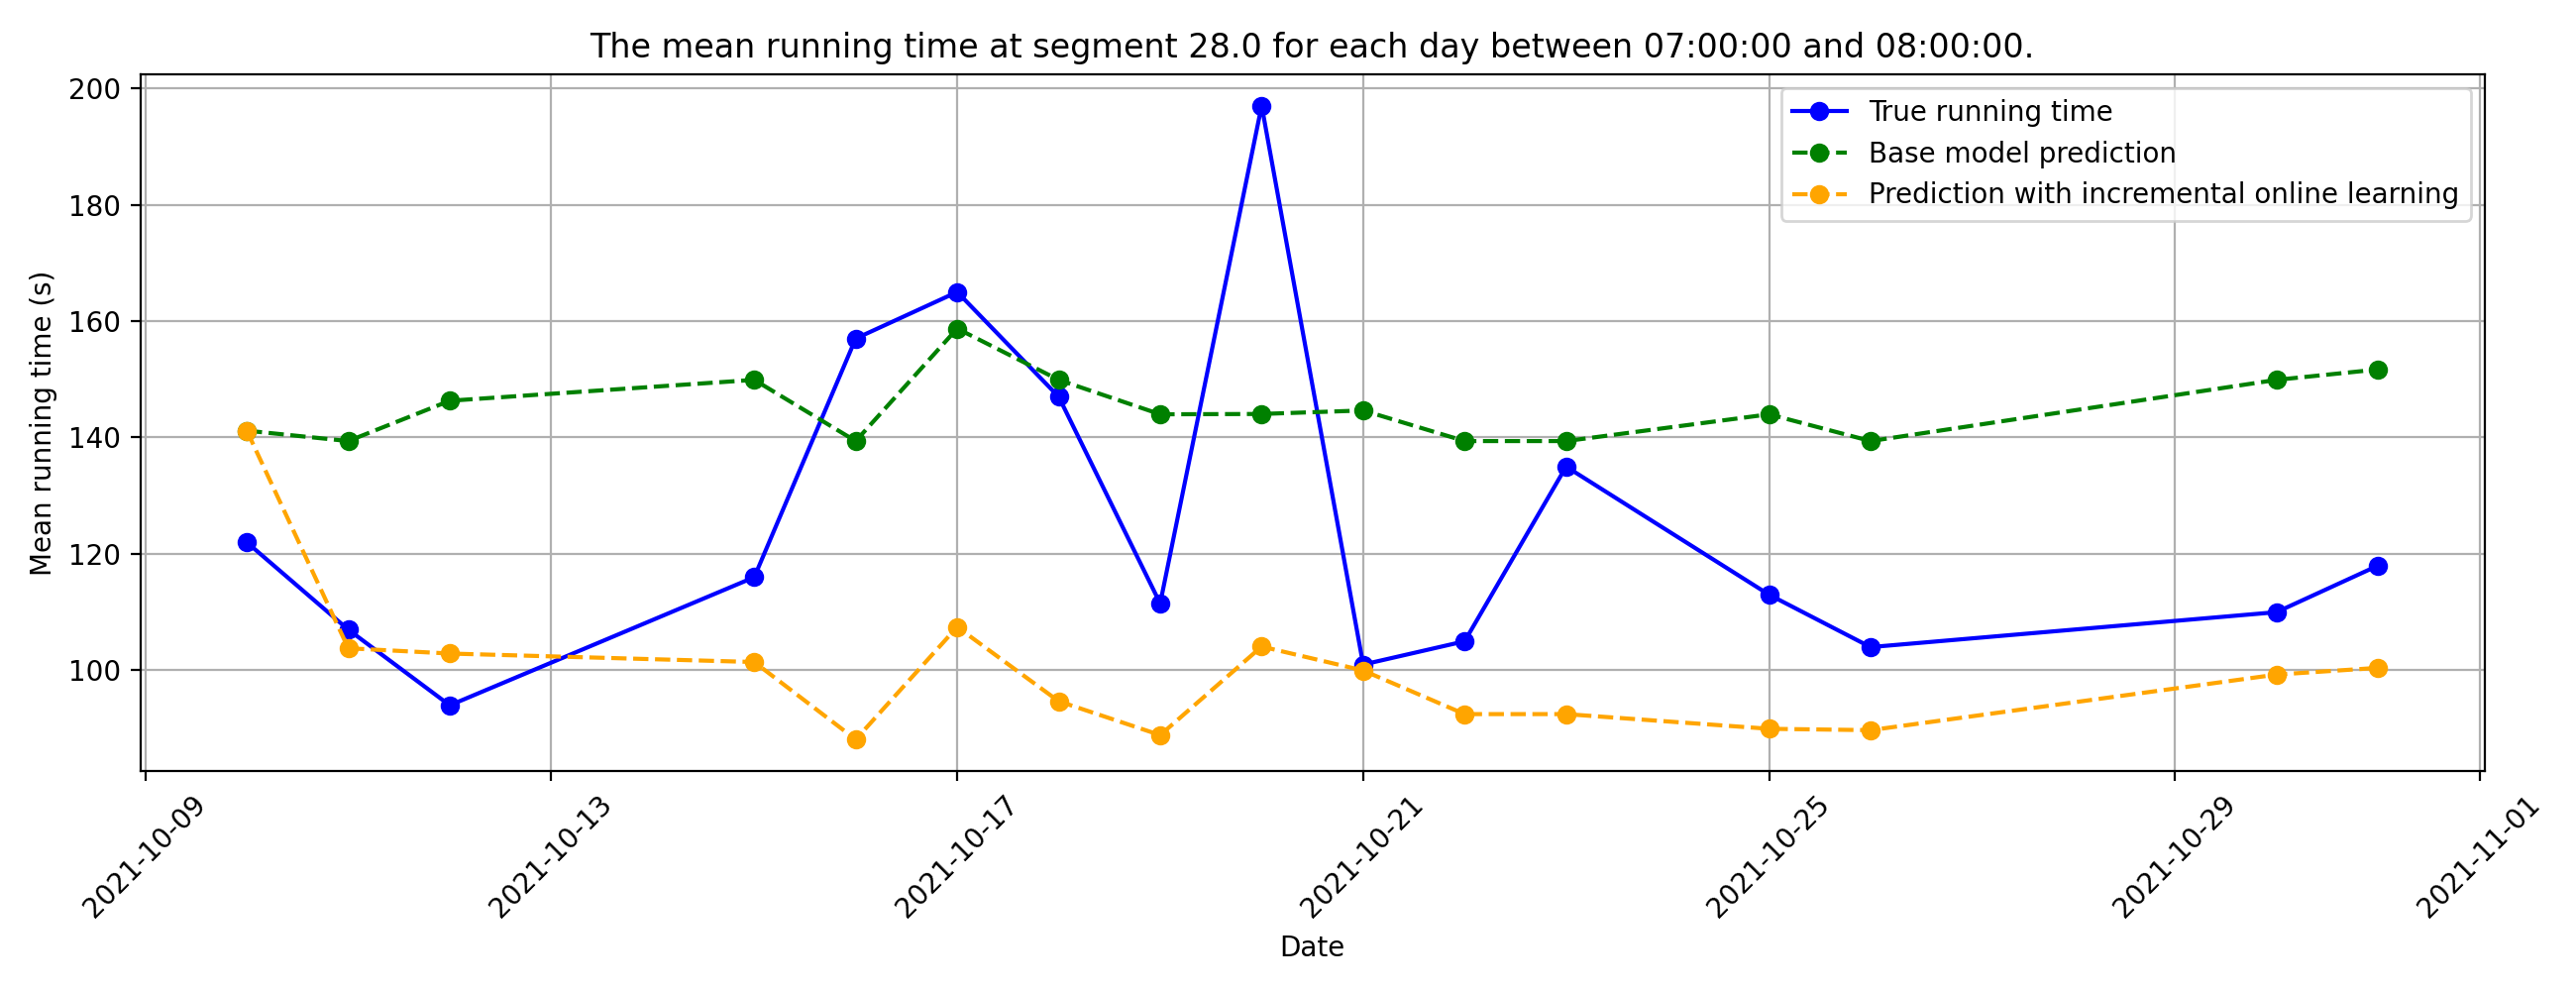 The mean running time at segment 28.0 for each day between 07:00:00 and 08:00:00.
200
180
160
140
120
100
Mean running time (s)
True running time
Base model prediction
Prediction with incremental online learning
2021-10-09
2021-10-13
2021-10-17
2021-10-21
2021-10-25
2021-10-29
2021-11-01
Date